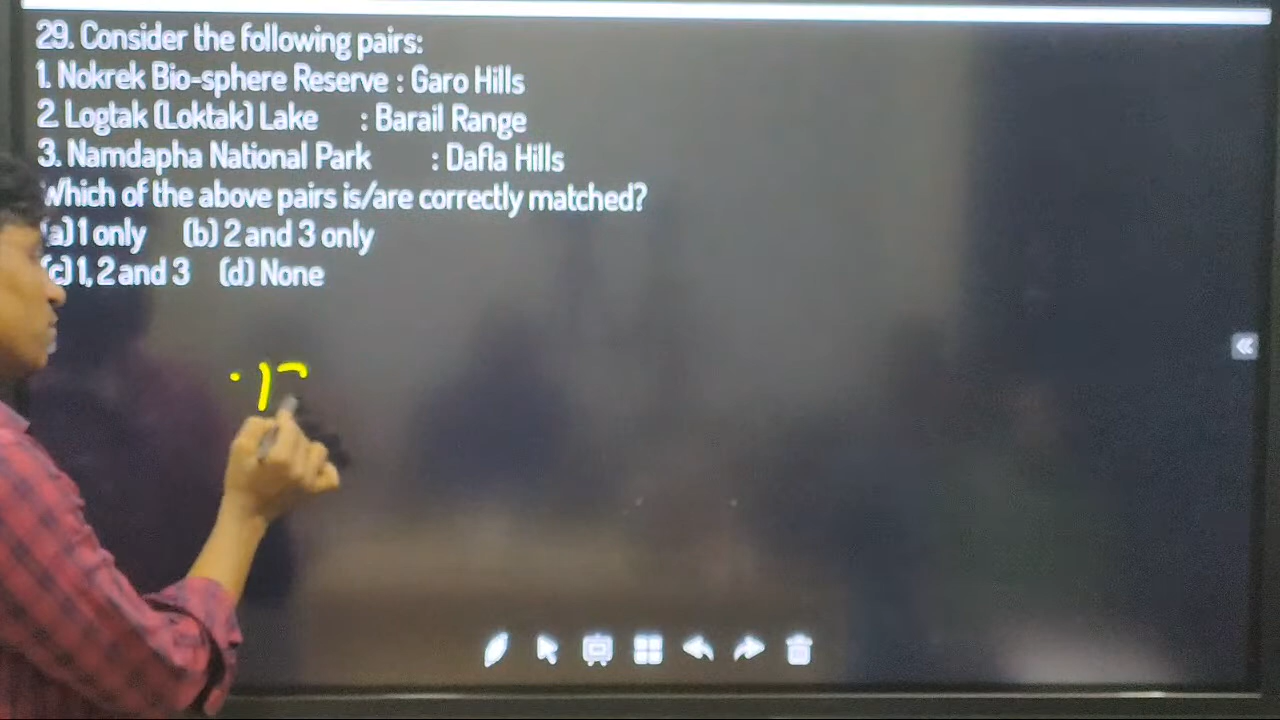 29. Consider the following pairs:
1. Nokrek Bio-sphere Reserve : Garo Hills
2. Logtak (Loktak) Lake : Barail Range
3. Namdapha National Park : Dafla Hills
Which of the above pairs is/are correctly matched?
(a) 1 only (b) 2 and 3 only
(c) 1, 2 and 3 (d) None